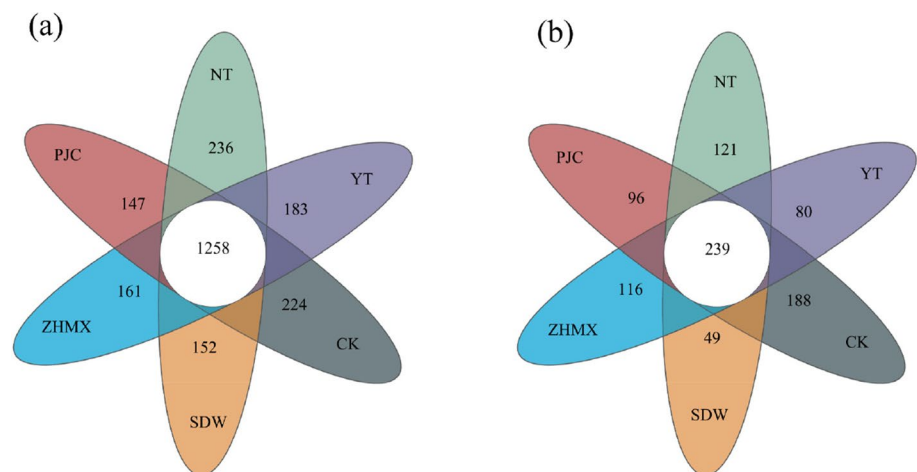 (a)
NT
236
PJC
147
YT
183
1258
ZHMX
161
224
CK
152
SDW
(b)
NT
121
PJC
96
YT
80
239
ZHMX
116
188
CK
49
SDW